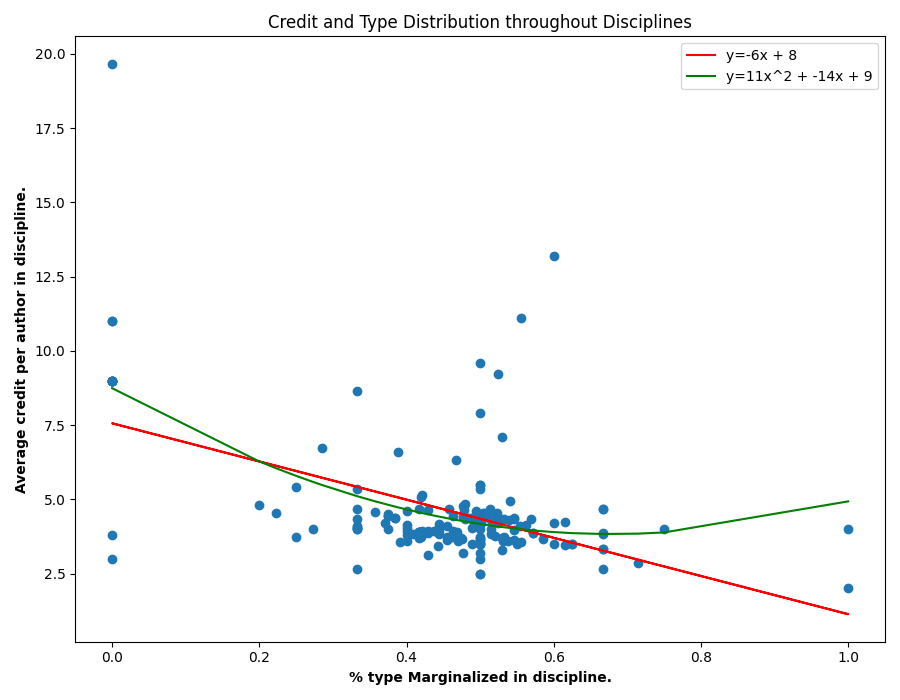 Credit and Type Distribution throughout Disciplines
y=-6x + 8
y=11x^2 + -14x + 9
20.0
17.5
15.0
12.5
10.0
7.5
5.0
2.5
Average credit per author in discipline.
0.0 0.2 0.4 0.6 0.8 1.0
% type Marginalized in discipline.